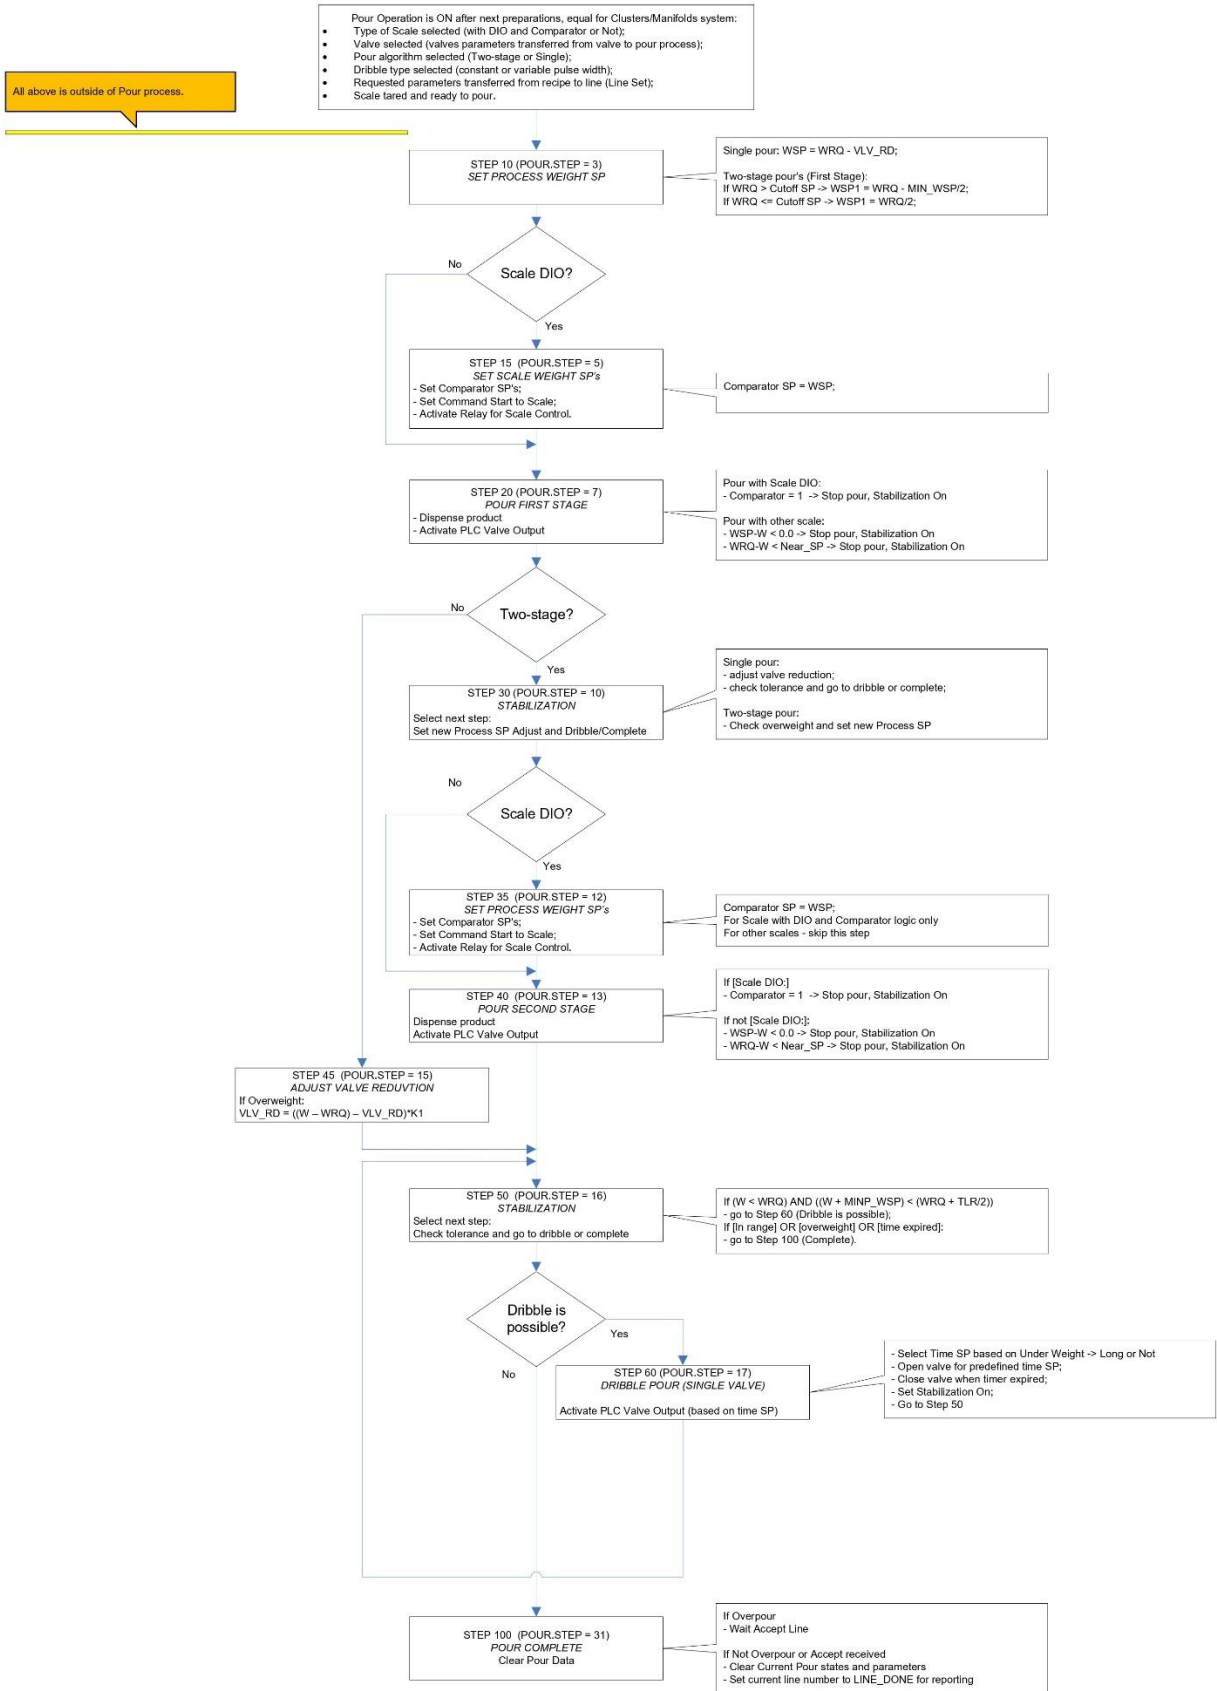 Pour Operation is ON after next preparations, equal for Clusters/Manifolds system:
• Type of Scale selected (with DIO and Comparator or Not);
• Valve selected (valves parameters transferred from valve to pour process);
• Pour algorithm selected (Two-stage or Single);
• Dribble type selected (constant or variable pulse width);
• Requested parameters transferred from recipe to line (Line Set);
• Scale tared and ready to pour.
All above is outside of Pour process.
STEP 10 (POUR.STEP = 3)
SET PROCESS WEIGHT SP
Single pour: WSP = WRQ - VLV_RD;
Two-stage pour's (First Stage):
If WRQ > Cutoff SP -> WSP1 = WRQ - MIN_WSP/2;
If WRQ <= Cutoff SP -> WSP1 = WRQ/2;
Scale DIO?
No
Yes
STEP 15 (POUR.STEP = 5)
SET SCALE WEIGHT SP's
- Set Comparator SP's;
- Set Command Start to Scale;
- Activate Relay for Scale Control.
Comparator SP = WSP;
STEP 20 (POUR.STEP = 7)
POUR FIRST STAGE
- Dispense product
- Activate PLC Valve Output
Pour with Scale DIO:
- Comparator = 1 -> Stop pour, Stabilization On
Pour with other scale:
- WSP-W < 0.0 -> Stop pour, Stabilization On
- WRQ-W < Near_SP -> Stop pour, Stabilization On
Two-stage?
No
Yes
STEP 30 (POUR.STEP = 10)
STABILIZATION
Select next step:
Set new Process SP Adjust and Dribble/Complete
Single pour:
- adjust valve reduction;
- check tolerance and go to dribble or complete;
Two-stage pour:
- Check overweight and set new Process SP
No
Scale DIO?
Yes
STEP 35 (POUR.STEP = 12)
SET PROCESS WEIGHT SP's
- Set Comparator SP's;
- Set Command Start to Scale;
- Activate Relay for Scale Control.
Comparator SP = WSP;
For Scale with DIO and Comparator logic only
For other scales - skip this step
STEP 40 (POUR.STEP = 13)
POUR SECOND STAGE
Dispense product
Activate PLC Valve Output
If [Scale DIO:]
- Comparator = 1 -> Stop pour, Stabilization On
If not [Scale DIO:]:
- WSP-W < 0.0 -> Stop pour, Stabilization On
- WRQ-W < Near_SP -> Stop pour, Stabilization On
STEP 45 (POUR.STEP = 15)
ADJUST VALVE REDUVTION
If Overweight:
VLV_RD = ((W – WRQ) – VLV_RD)*K1
STEP 50 (POUR.STEP = 16)
STABILIZATION
Select next step:
Check tolerance and go to dribble or complete
If (W < WRQ) AND ((W + MINP_WSP) < (WRQ + TLR/2))
- go to Step 60 (Dribble is possible);
If [In range] OR [overweight] OR [time expired]:
- go to Step 100 (Complete).
Dribble is
possible?
Yes
No
STEP 60 (POUR.STEP = 17)
DRIBBLE POUR (SINGLE VALVE)
Activate PLC Valve Output (based on time SP)
- Select Time SP based on Under Weight -> Long or Not
- Open valve for predefined time SP;
- Close valve when timer expired;
- Set Stabilization On;
- Go to Step 50
STEP 100 (POUR.STEP = 31)
POUR COMPLETE
Clear Pour Data
If Overpour
- Wait Accept Line
If Not Overpour or Accept received
- Clear Current Pour states and parameters
- Set current line number to LINE_DONE for reporting